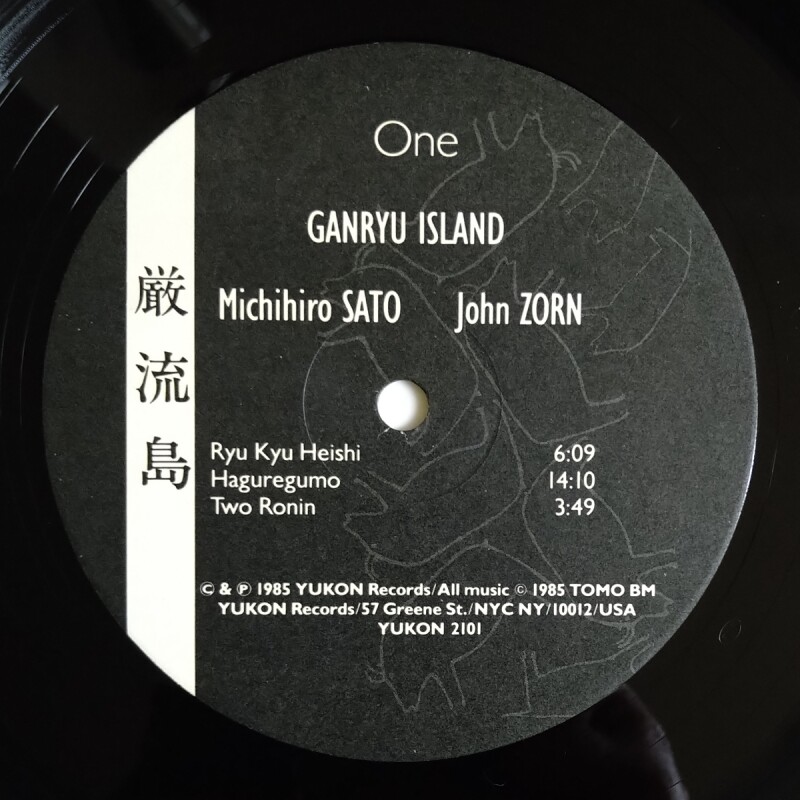 One
GANRYU ISLAND
Michihiro SATO John ZORN
厳流島
Ryu Kyu Heishi 6:09
Haguregumo 14:10
Two Ronin 3:49
© & ℗ 1985 YUKON Records/All music © 1985 TOMO BM
YUKON Records/57 Greene St./NYC NY/10012/USA
YUKON 2101